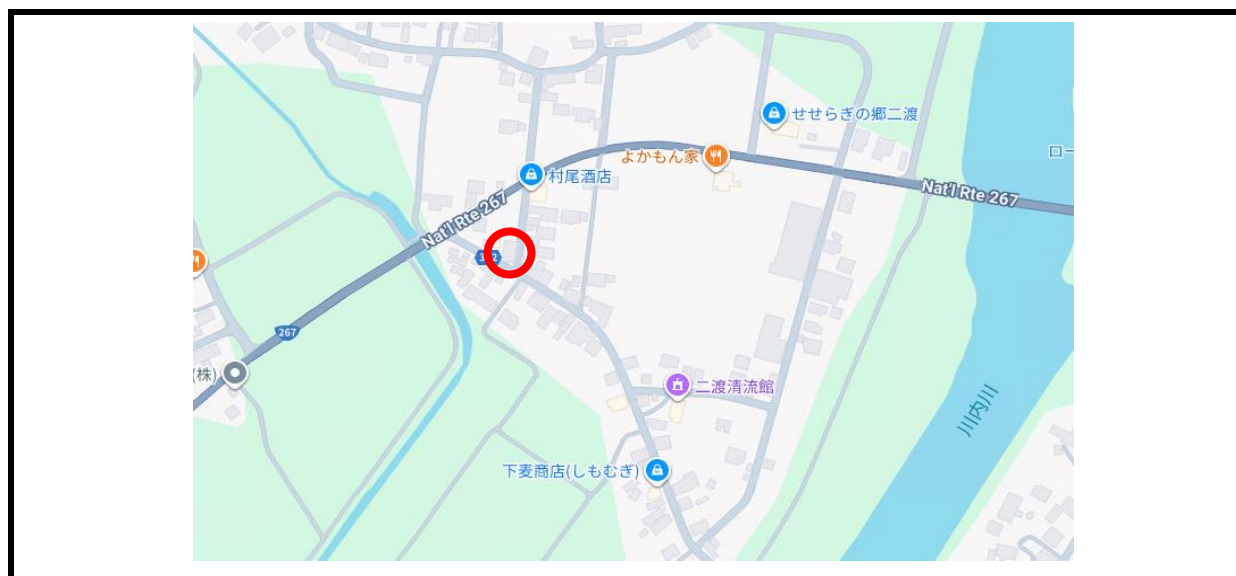 せせらぎの郷二渡
よかもん家
ロー
村尾酒店
Nat'l Rte 267
Nat'l Rte 267
267
(株)
二渡清流館
川内川
下麦商店(しもむぎ)